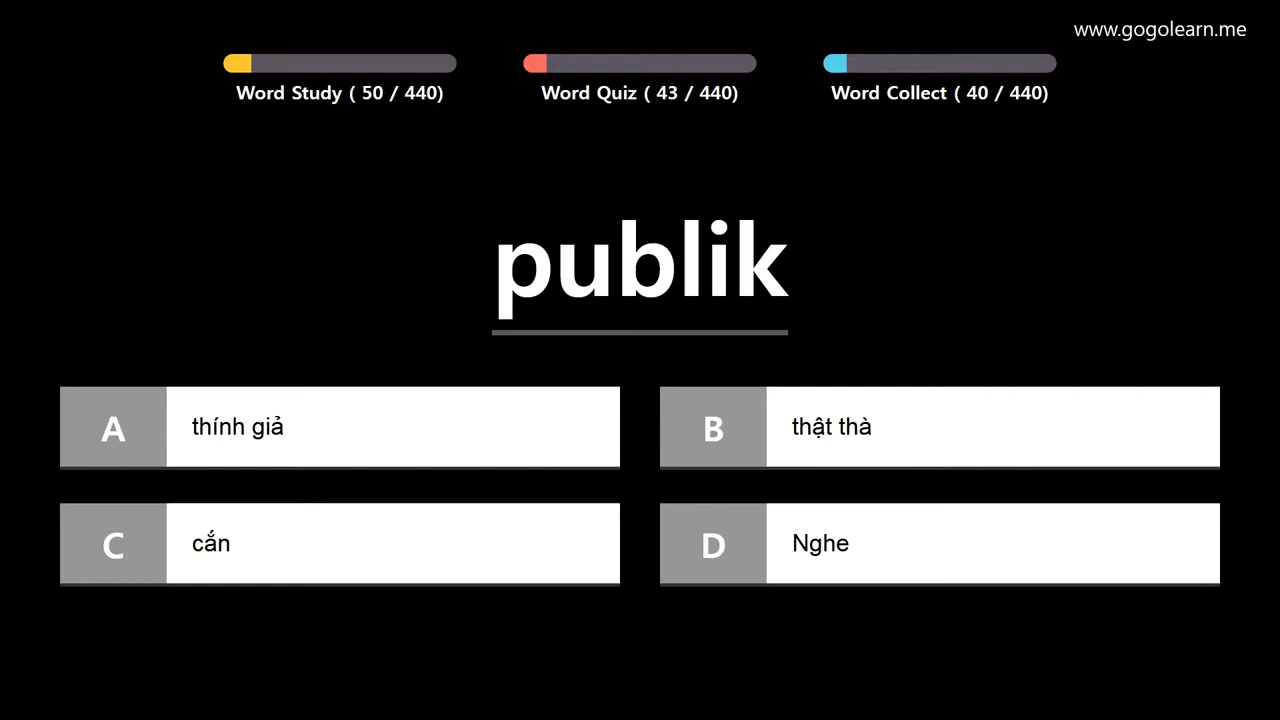 www.gogolearn.me
Word Study ( 50 / 440)
Word Quiz ( 43 / 440)
Word Collect ( 40 / 440)
publik
A thính giả
B thật thà
C cắn
D Nghe